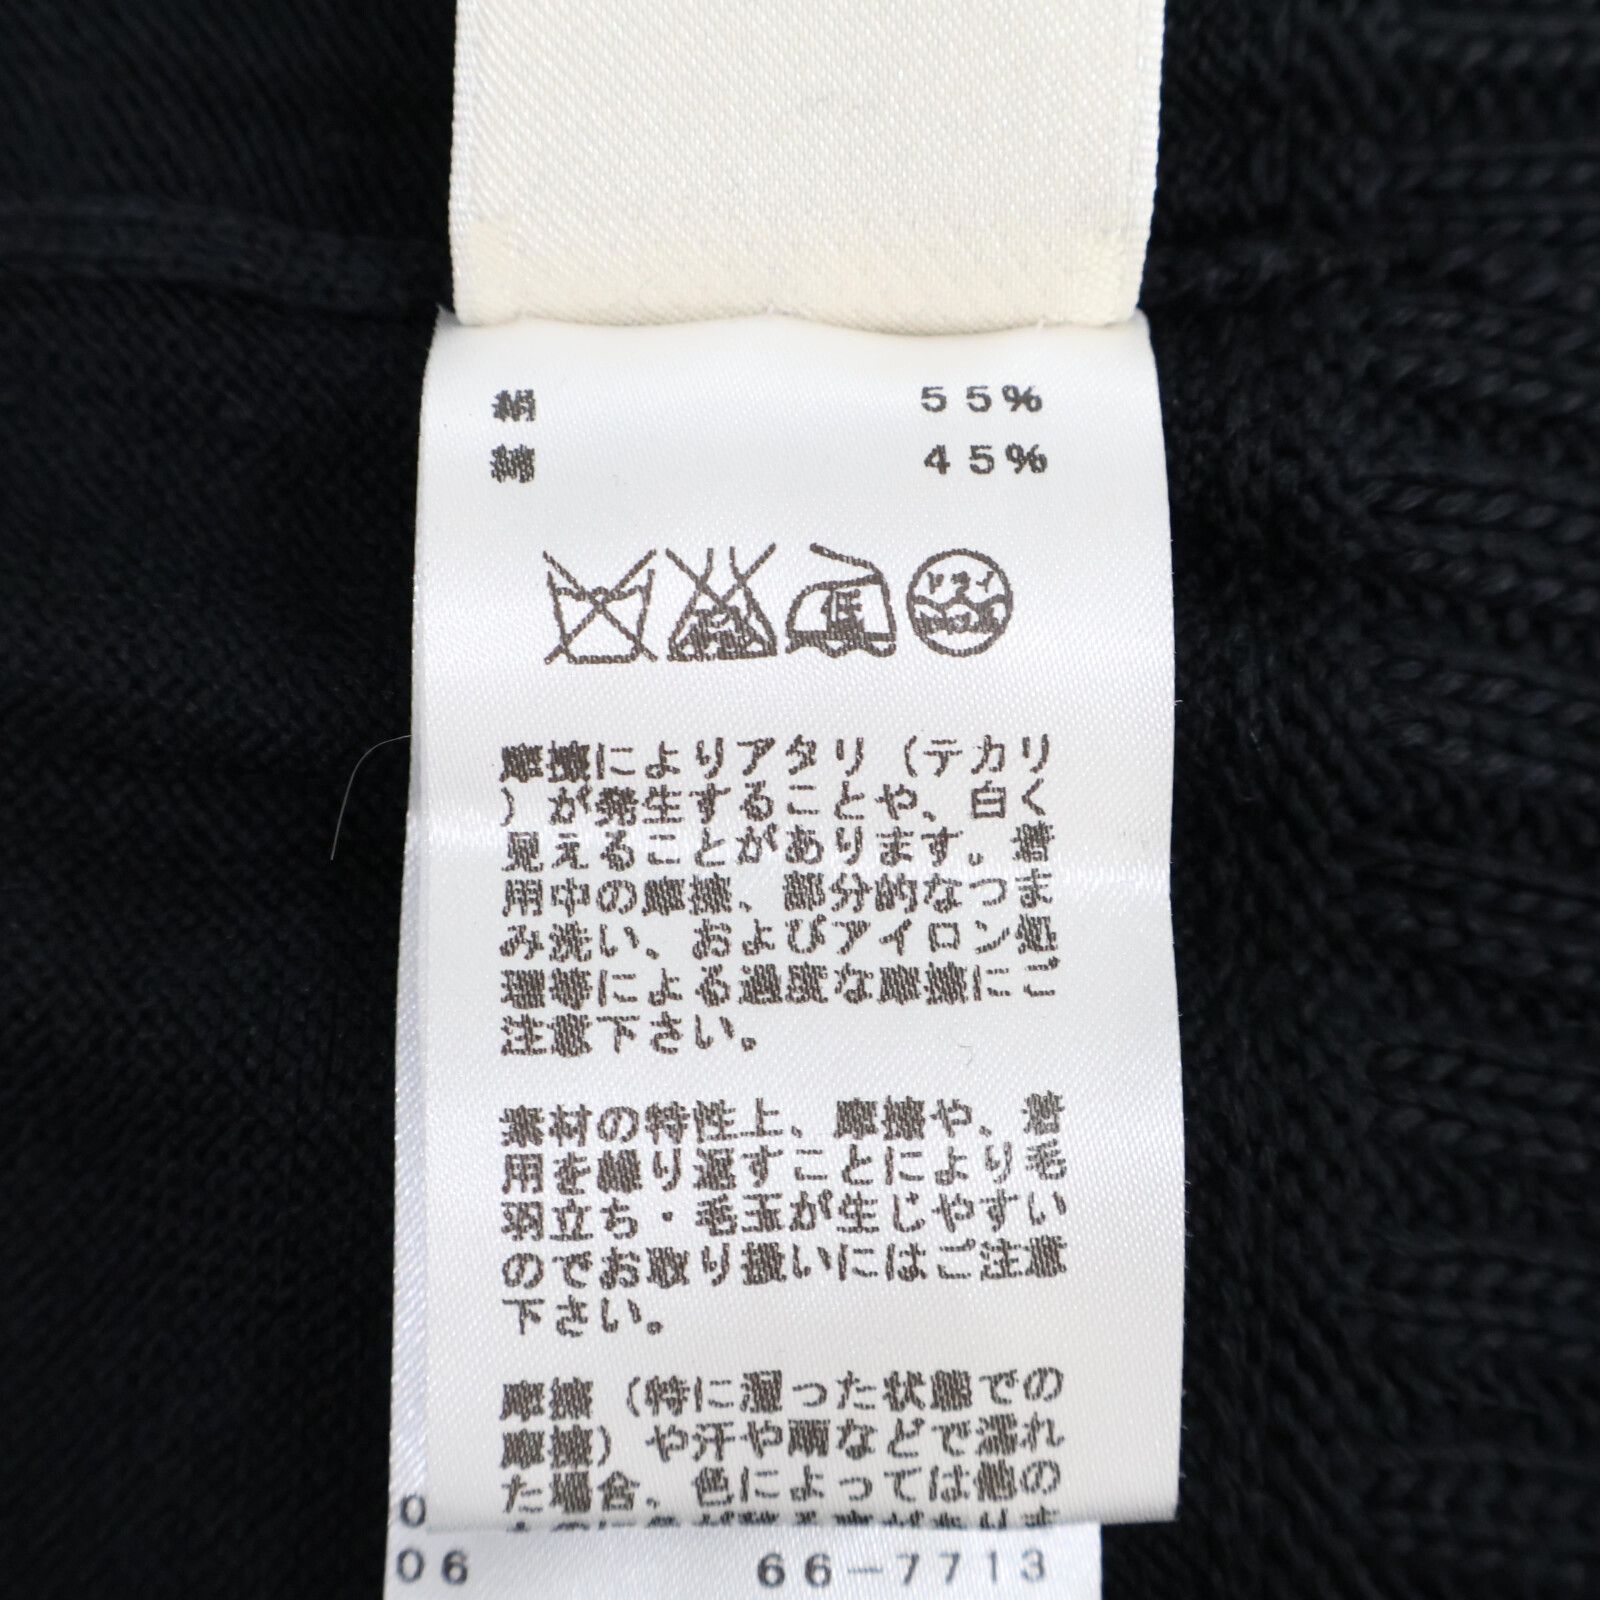 絹 55%
綿 45%
ドライ
低
摩擦によりアタリ(テカリ
)が発生することや、白く
見えることがあります。着
用中の摩擦、部分的なつま
み洗い、およびアイロン処
理等による過度な摩擦にご
注意下さい。
素材の特性上、摩擦や、着
用を繰り返すことにより毛
羽立ち・毛玉が生じやすい
のでお取り扱いにはご注意
下さい。
摩擦(特に湿った状態での
摩擦)や汗や雨などで濡れ
た場合、色によっては他の
0
06 66-7713